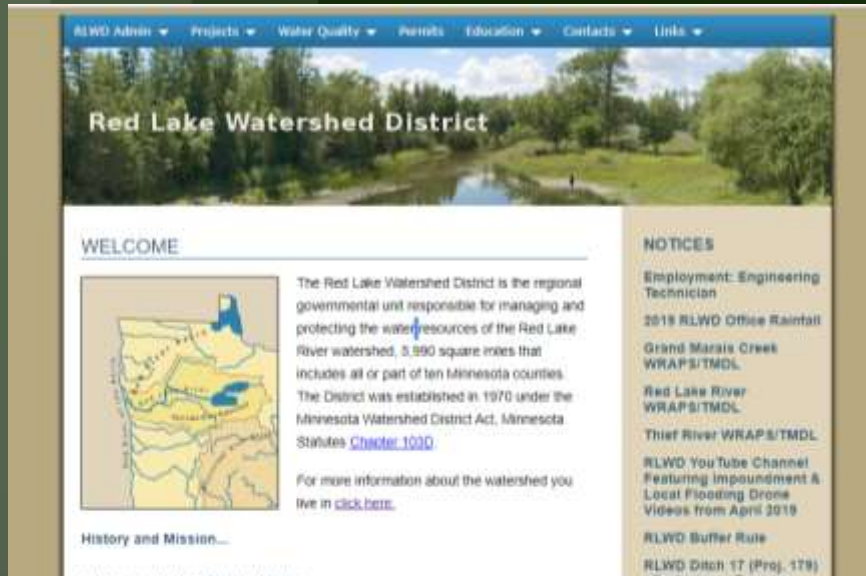 RLWD Admin Projects Water Quality Permits Education Contacts Links
Red Lake Watershed District
WELCOME
The Red Lake Watershed District is the regional
governmental unit responsible for managing and
protecting the water resources of the Red Lake
River watershed, 5,990 square miles that
includes all or part of ten Minnesota counties.
The District was established in 1970 under the
Minnesota Watershed District Act, Minnesota
Statutes Chapter 103D.
For more information about the watershed you
live in click here.
History and Mission...
NOTICES
Employment: Engineering
Technician
2019 RLWD Office Rainfall
Grand Marais Creek
WRAPS/TMDL
Red Lake River
WRAPS/TMDL
Thief River WRAPS/TMDL
RLWD YouTube Channel
Featuring Impoundment &
Local Flooding Drone
Videos from April 2019
RLWD Buffer Rule
RLWD Ditch 17 (Proj. 179)